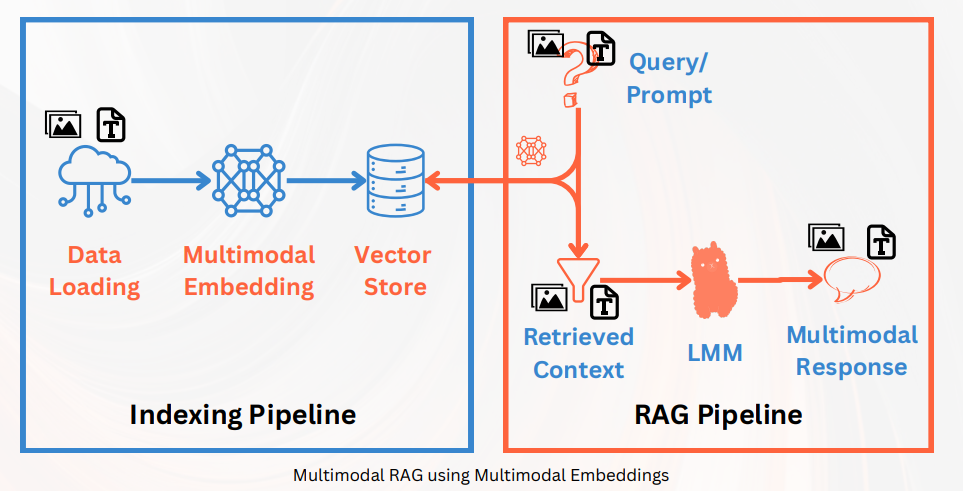 Query/
Prompt
Data
Loading
Multimodal
Embedding
Vector
Store
Retrieved
Context
LMM
Multimodal
Response
Indexing Pipeline
RAG Pipeline
Multimodal RAG using Multimodal Embeddings